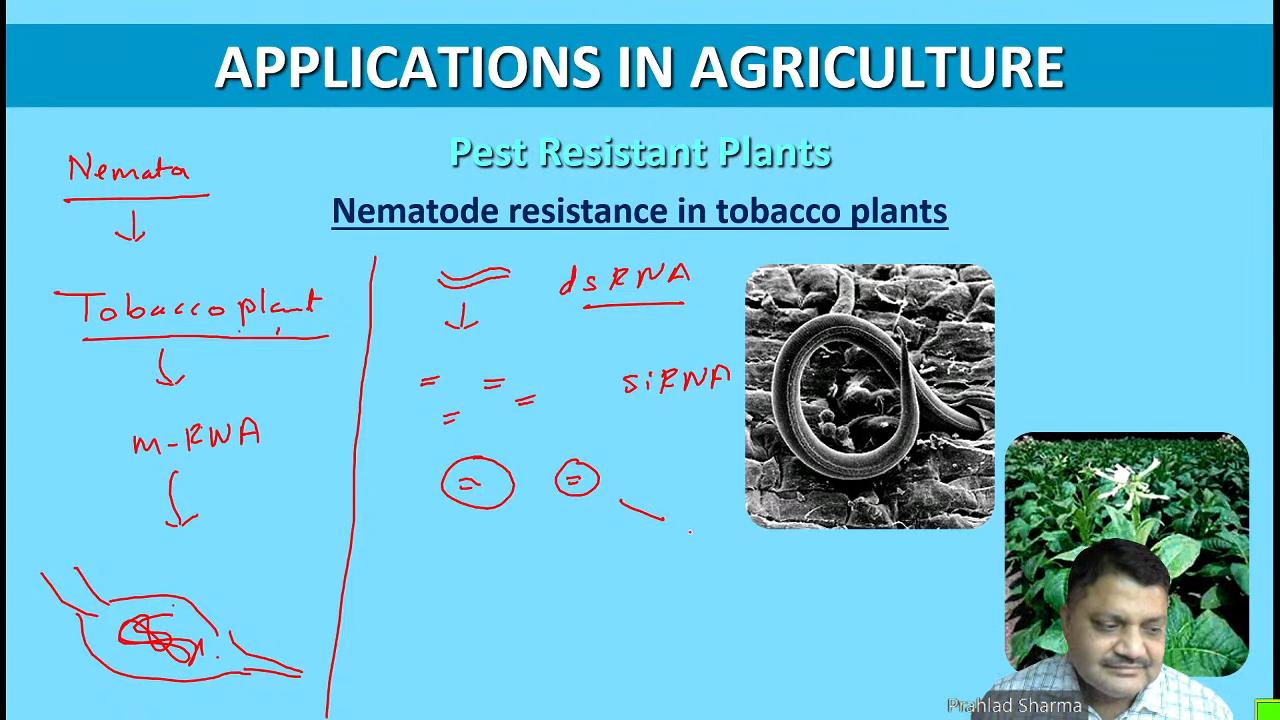 APPLICATIONS IN AGRICULTURE
Pest Resistant Plants
Nematode resistance in tobacco plants
Nemata
Tobacco plant
m-RNA
dsRNA
siRNA
Prahlad Sharma